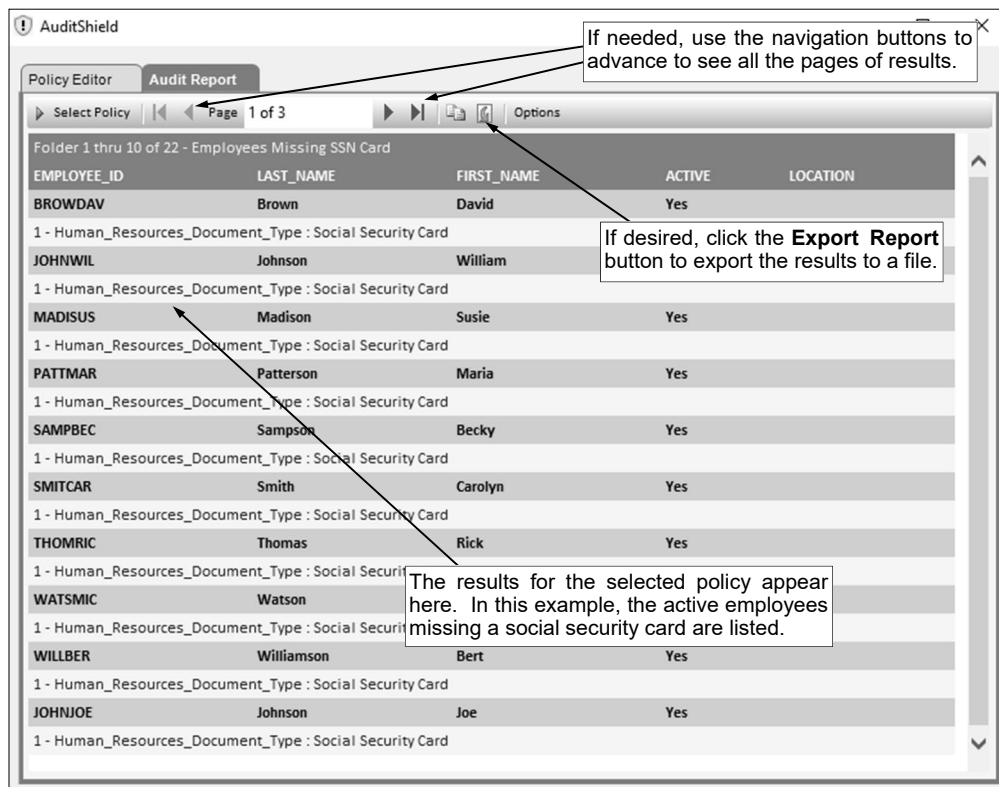 AuditShield
If needed, use the navigation buttons to
advance to see all the pages of results.
Policy Editor Audit Report
Select Policy Page 1 of 3 Options
Folder 1 thru 10 of 22 - Employees Missing SSN Card
EMPLOYEE_ID LAST_NAME FIRST_NAME ACTIVE LOCATION
BROWDAV Brown David Yes
1 - Human_Resources_Document_Type : Social Security Card
If desired, click the Export Report
button to export the results to a file.
JOHNWIL Johnson William
1 - Human_Resources_Document_Type : Social Security Card
MADISUS Madison Susie Yes
1 - Human_Resources_Document_Type : Social Security Card
PATTMAR Patterson Maria Yes
1 - Human_Resources_Document_Type : Social Security Card
SAMPBEC Sampson Becky Yes
1 - Human_Resources_Document_Type : Social Security Card
SMITCAR Smith Carolyn Yes
1 - Human_Resources_Document_Type : Social Security Card
THOMRIC Thomas Rick Yes
1 - Human_Resources_Document_Type : Social Securit
The results for the selected policy appear
here. In this example, the active employees
missing a social security card are listed.
WATSMIC Watson
1 - Human_Resources_Document_Type : Social Securit
WILLBER Williamson Bert Yes
1 - Human_Resources_Document_Type : Social Security Card
JOHNJOE Johnson Joe Yes
1 - Human_Resources_Document_Type : Social Security Card